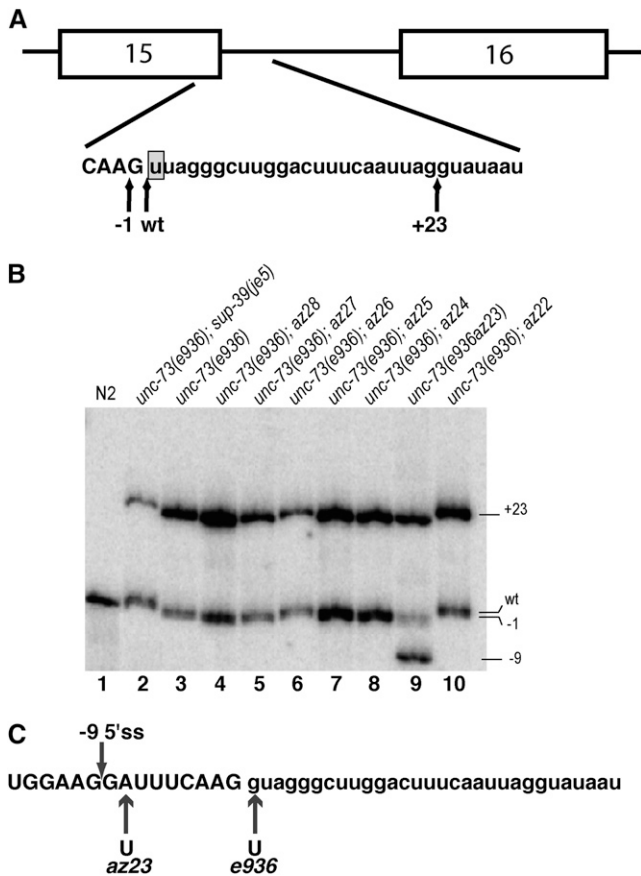 A
15
16
CAAGuuagggcuuggacuuucaauuagguauaau
-1
wt
+23
B
N2
unc-73(e936); sup-39(je5)
unc-73(e936)
unc-73(e936); az28
unc-73(e936); az27
unc-73(e936); az26
unc-73(e936); az25
unc-73(e936); az24
unc-73(e936az23)
unc-73(e936); az22
+23
wt
-1
-9
1 2 3 4 5 6 7 8 9 10
C
-9 5'ss
UGGAAGGAUUUCAAG guagggcuuggacuuucaauuagguauaau
U
az23
U
e936